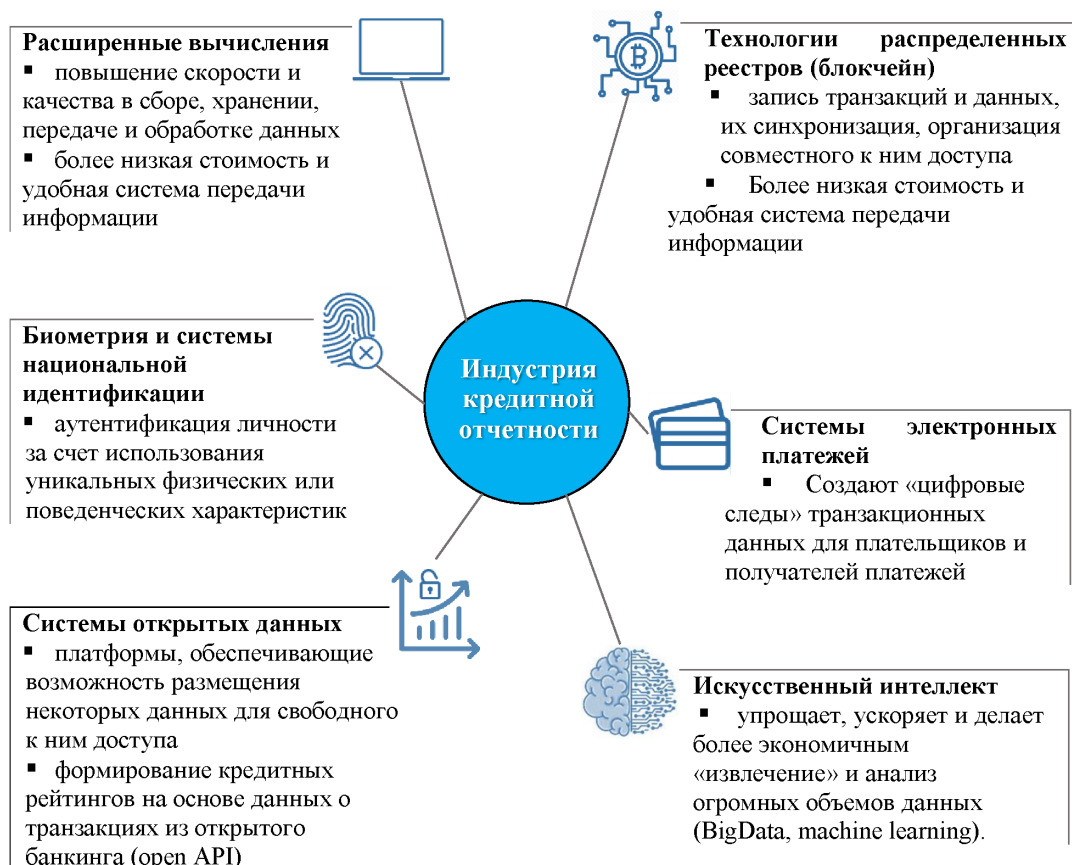 Расширенные вычисления
▪ повышение скорости и
качества в сборе, хранении,
передаче и обработке данных
▪ более низкая стоимость и
удобная система передачи
информации
Технологии распределенных
реестров (блокчейн)
▪ запись транзакций и данных,
их синхронизация, организация
совместного к ним доступа
▪ Более низкая стоимость и
удобная система передачи
информации
Биометрия и системы
национальной
идентификации
▪ аутентификация личности
за счет использования
уникальных физических или
поведенческих характеристик
Индустрия
кредитной
отчетности
Системы электронных
платежей
▪ Создают «цифровые
следы» транзакционных
данных для плательщиков и
получателей платежей
Системы открытых данных
▪ платформы, обеспечивающие
возможность размещения
некоторых данных для свободного
к ним доступа
▪ формирование кредитных
рейтингов на основе данных о
транзакциях из открытого
банкинга (open API)
Искусственный интеллект
▪ упрощает, ускоряет и делает
более экономичным
«извлечение» и анализ
огромных объемов данных
(BigData, machine learning).